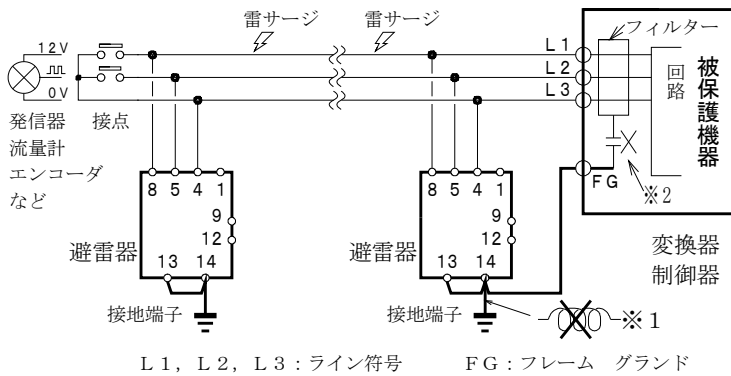 雷サージ
雷サージ
フィルター
12V
0V
L1
L2
L3
回路
被保護機器
発信器
流量計
エンコーダ
など
接点
8 5 4 1
9
12
13 14
避雷器
接地端子
8 5 4 1
9
12
13 14
避雷器
接地端子
FG
※2
変換器
制御器
※1
L1，L2，L3：ライン符号
FG：フレーム グランド